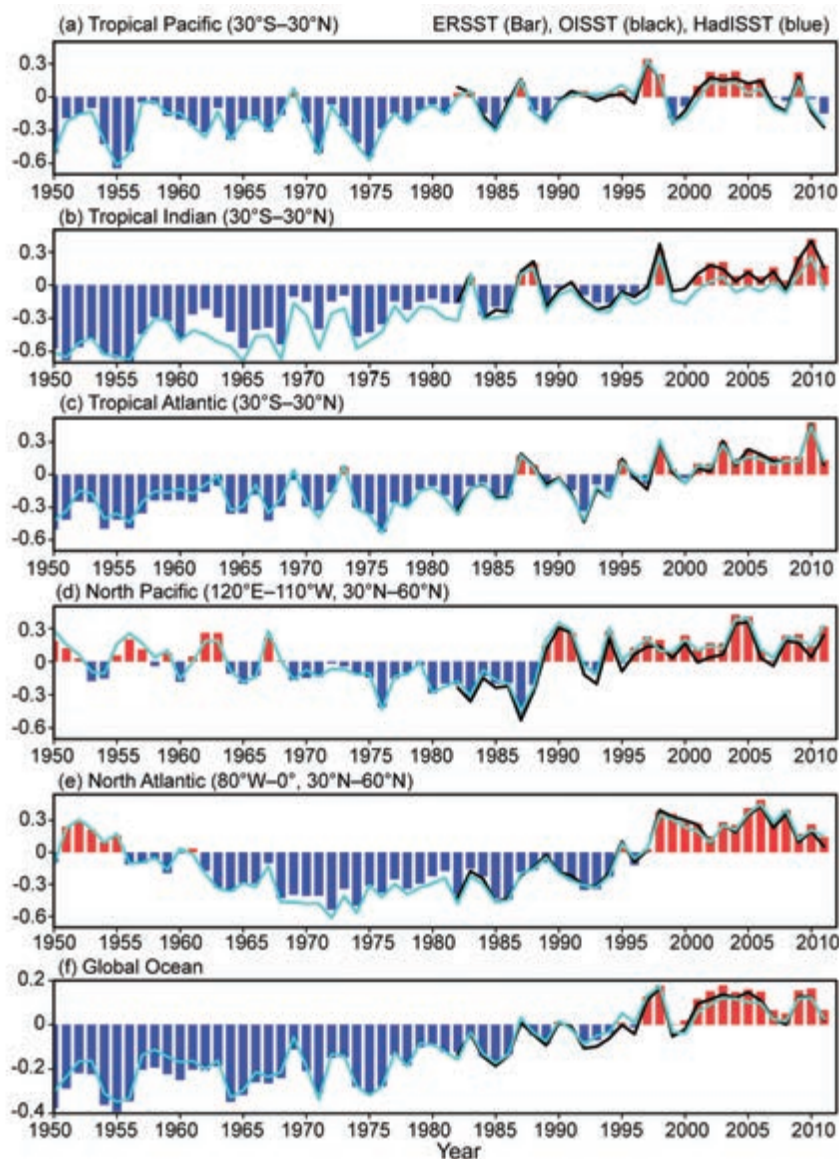 (a) Tropical Pacific (30°S–30°N) ERSST (Bar), OISST (black), HadISST (blue)
0.3
0
-0.3
-0.6
1950 1955 1960 1965 1970 1975 1980 1985 1990 1995 2000 2005 2010
(b) Tropical Indian (30°S–30°N)
0.3
0
-0.3
-0.6
1950 1955 1960 1965 1970 1975 1980 1985 1990 1995 2000 2005 2010
(c) Tropical Atlantic (30°S–30°N)
0.3
0
-0.3
-0.6
1950 1955 1960 1965 1970 1975 1980 1985 1990 1995 2000 2005 2010
(d) North Pacific (120°E–110°W, 30°N–60°N)
0.3
0
-0.3
-0.6
1950 1955 1960 1965 1970 1975 1980 1985 1990 1995 2000 2005 2010
(e) North Atlantic (80°W–0°, 30°N–60°N)
0.3
0
-0.3
-0.6
1950 1955 1960 1965 1970 1975 1980 1985 1990 1995 2000 2005 2010
(f) Global Ocean
0.2
0
-0.2
-0.4
1950 1955 1960 1965 1970 1975 1980 1985 1990 1995 2000 2005 2010
Year